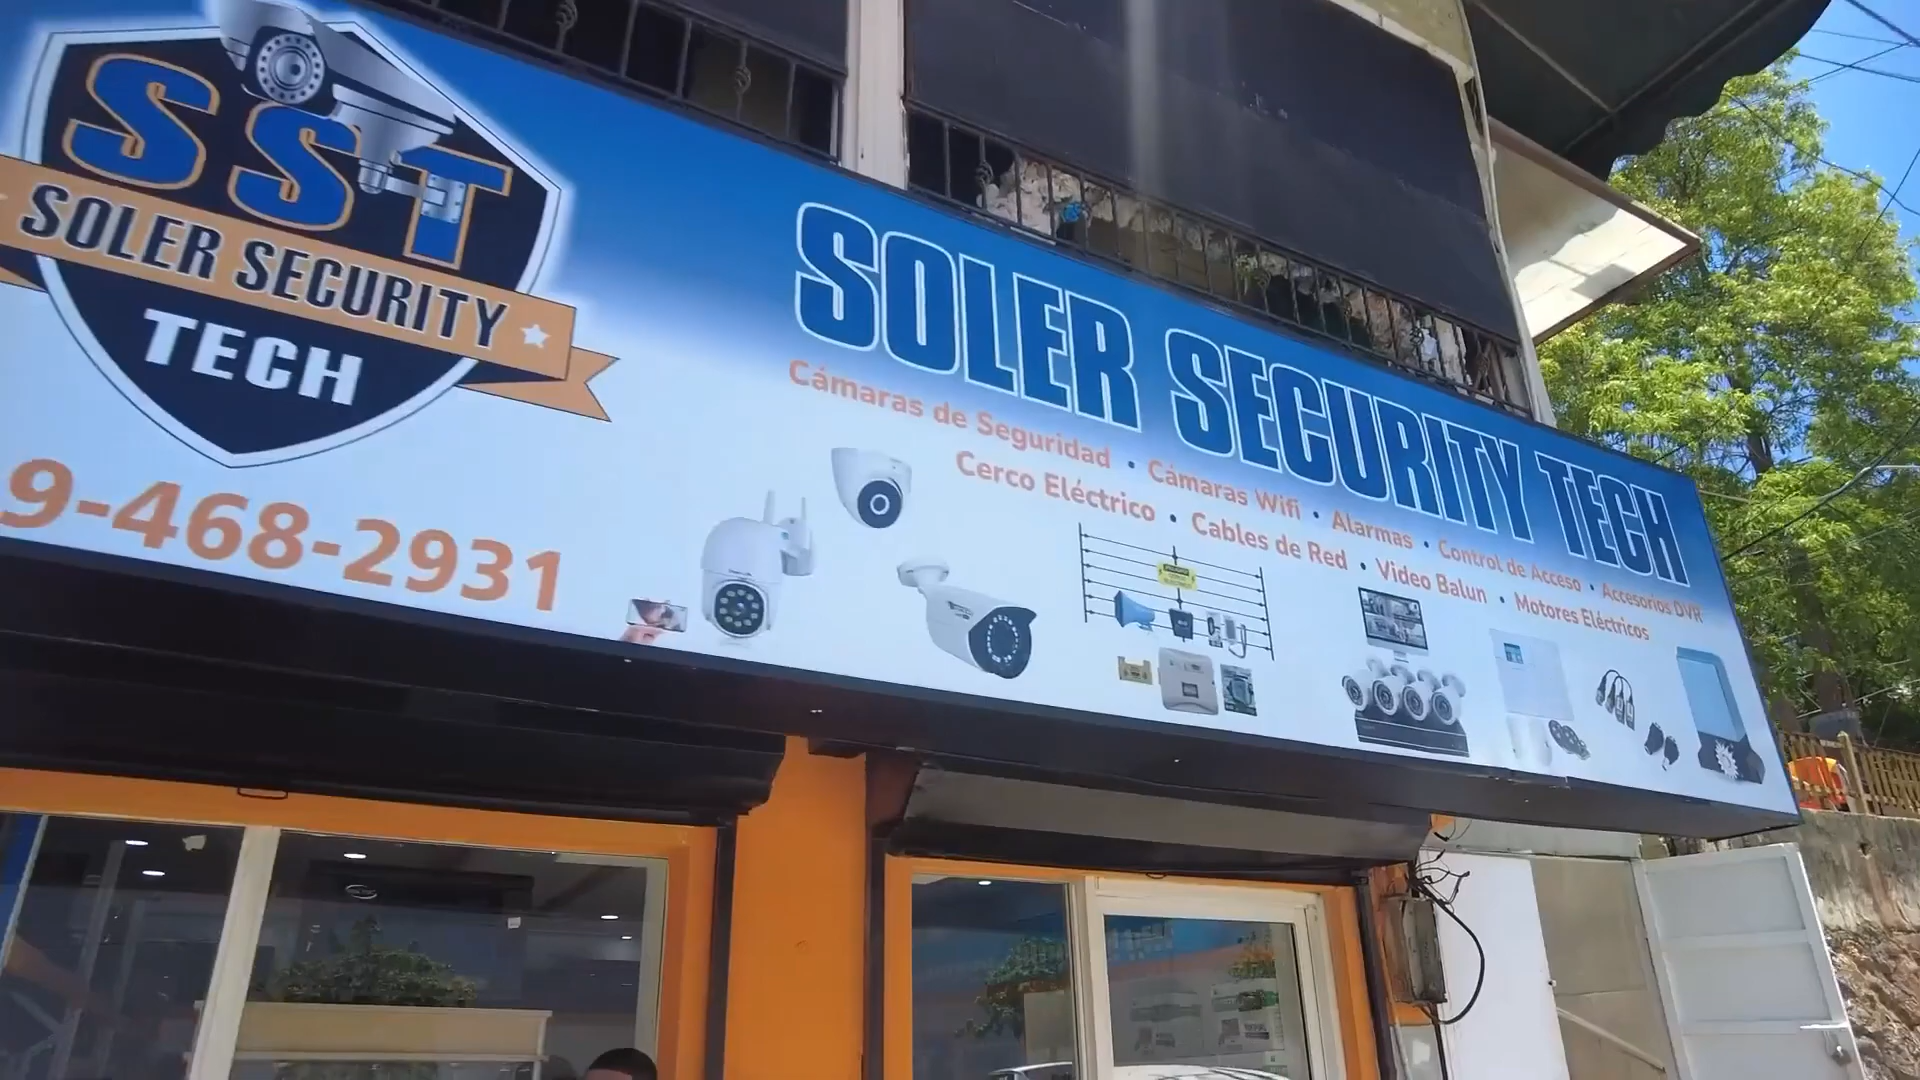 SST
SOLER SECURITY
TECH
9-468-2931
SOLER SECURITY TECH
Cámaras de Seguridad • Cámaras Wifi • Alarmas • Control de Acceso • Accesorios DVR
Cerco Eléctrico • Cables de Red • Video Balun • Motores Eléctricos